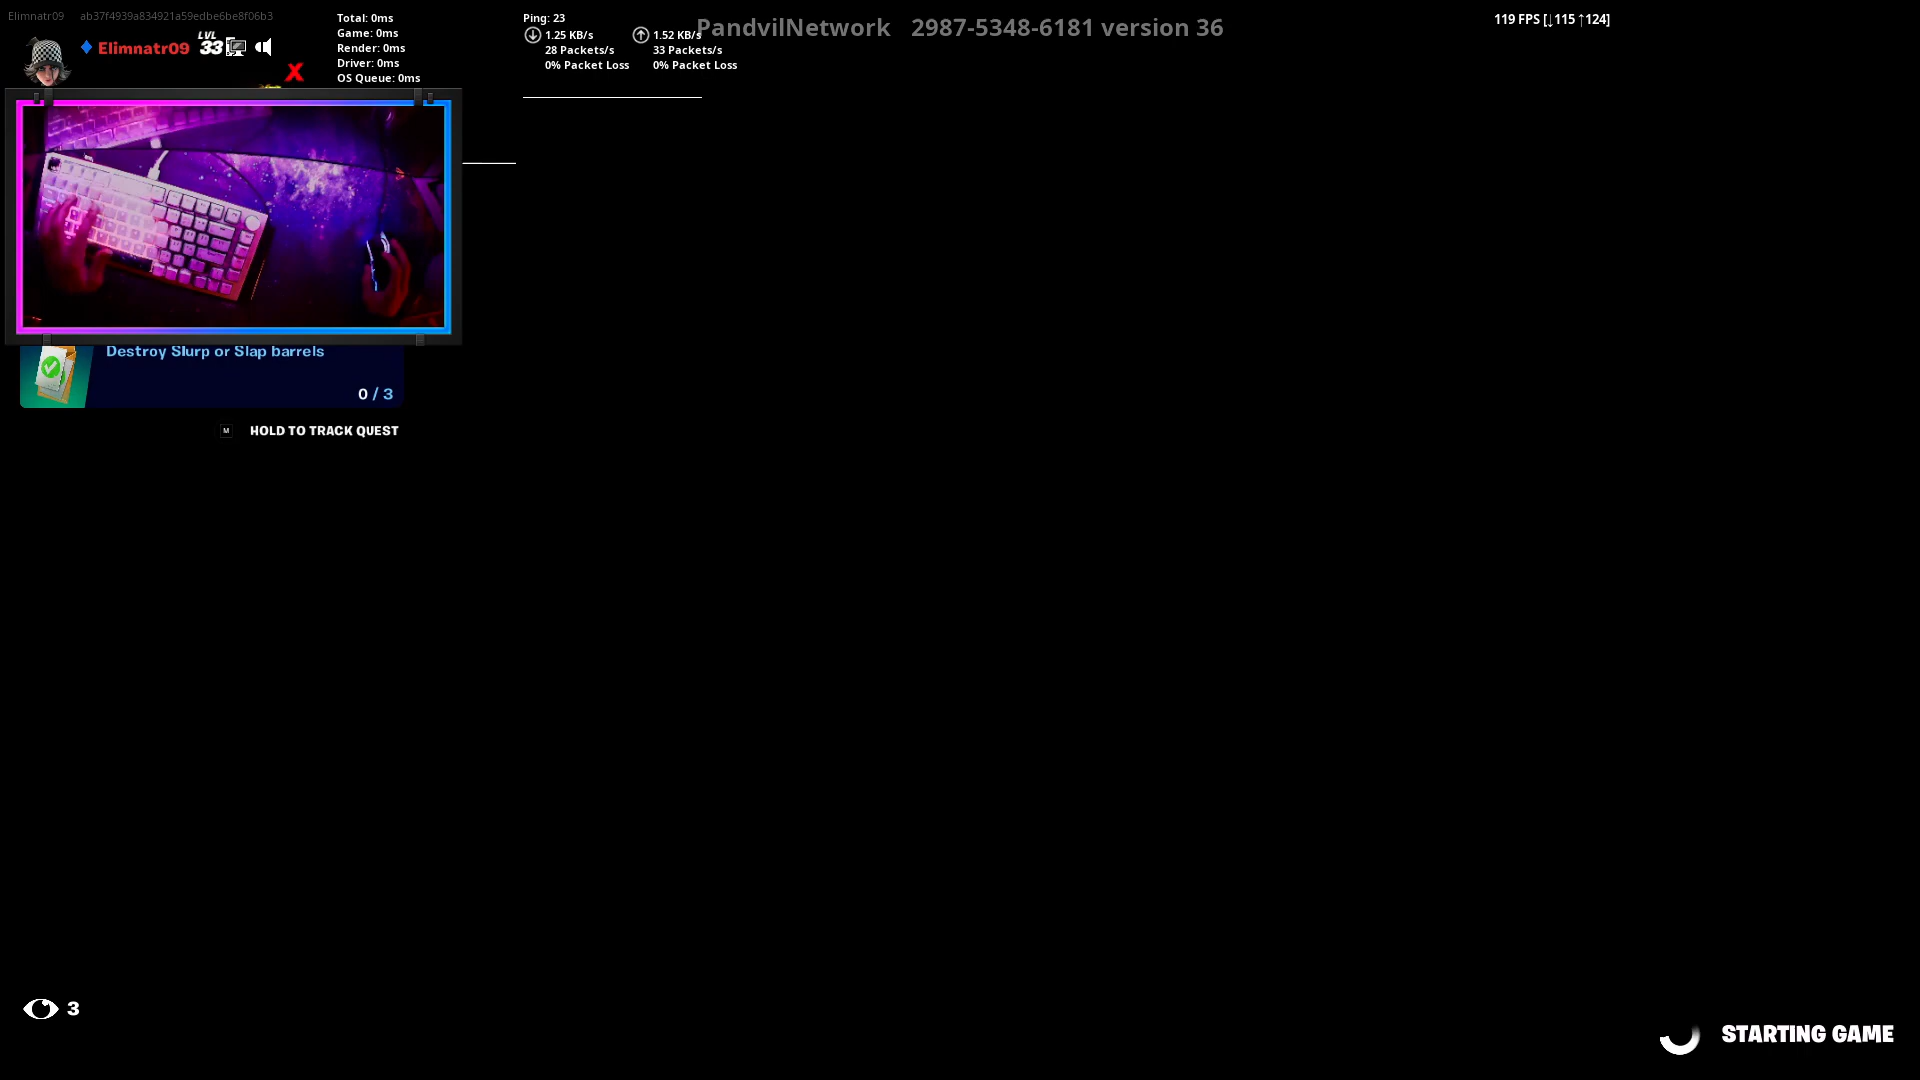 Elimnatr09 ab37f4939a834921a59edbe6be8f06b3
Elimnatr09 LVL 33
X
Total: 0ms
Game: 0ms
Render: 0ms
Driver: 0ms
OS Queue: 0ms
Ping: 23
1.25 KB/s 1.52 KB/s
28 Packets/s 33 Packets/s
0% Packet Loss 0% Packet Loss
PandvilNetwork 2987-5348-6181 version 36
119 FPS [↓115 ↑124]
Destroy Slurp or Slap barrels
0 / 3
M HOLD TO TRACK QUEST
3
STARTING GAME